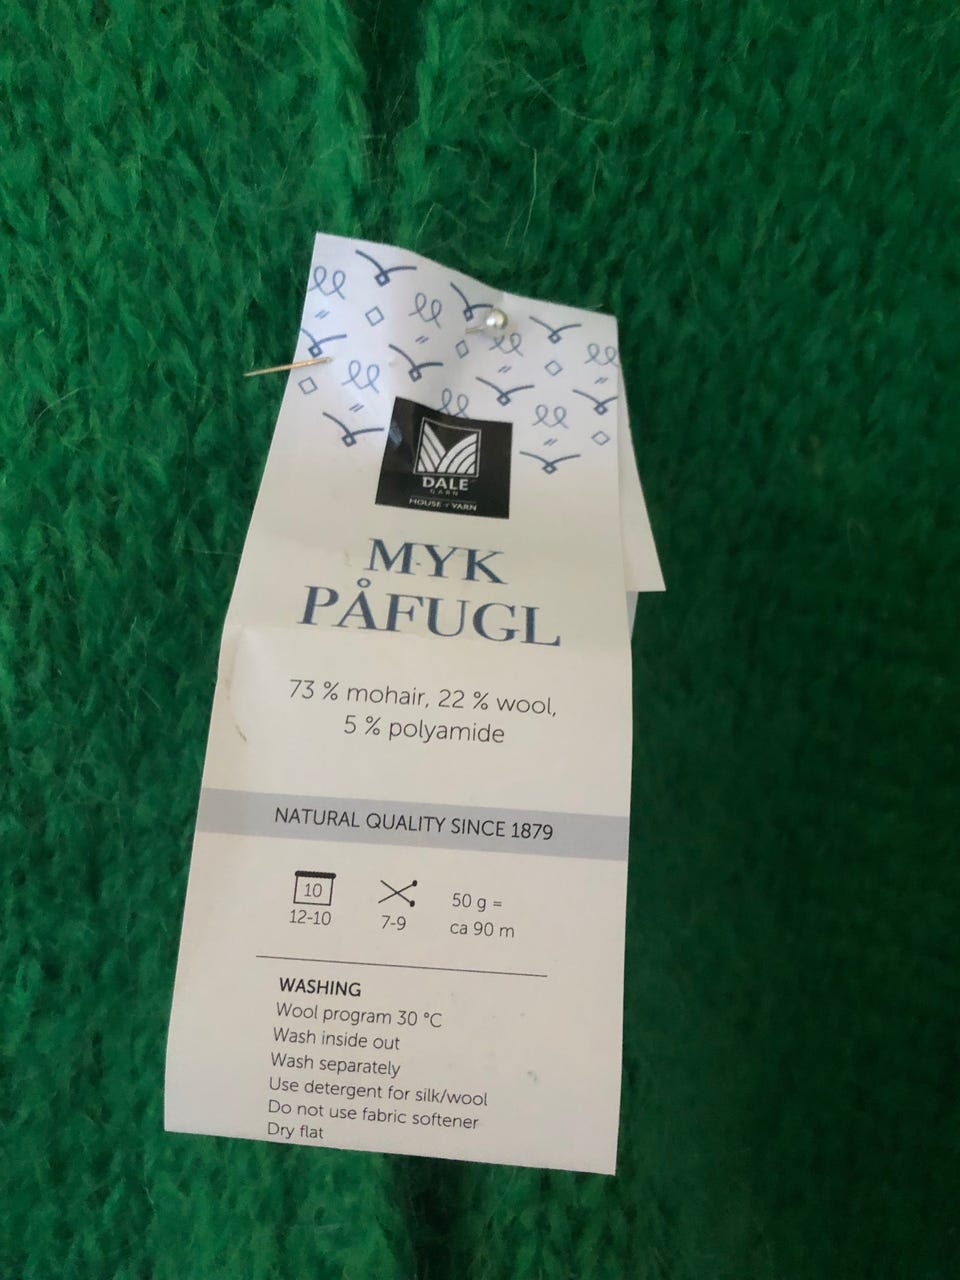 DALE
GARN
HOUSE OF YARN
MYK
PÅFUGL
73 % mohair, 22 % wool,
5 % polyamide
NATURAL QUALITY SINCE 1879
10
12-10
7-9
50 g =
ca 90 m
WASHING
Wool program 30 °C
Wash inside out
Wash separately
Use detergent for silk/wool
Do not use fabric softener
Dry flat